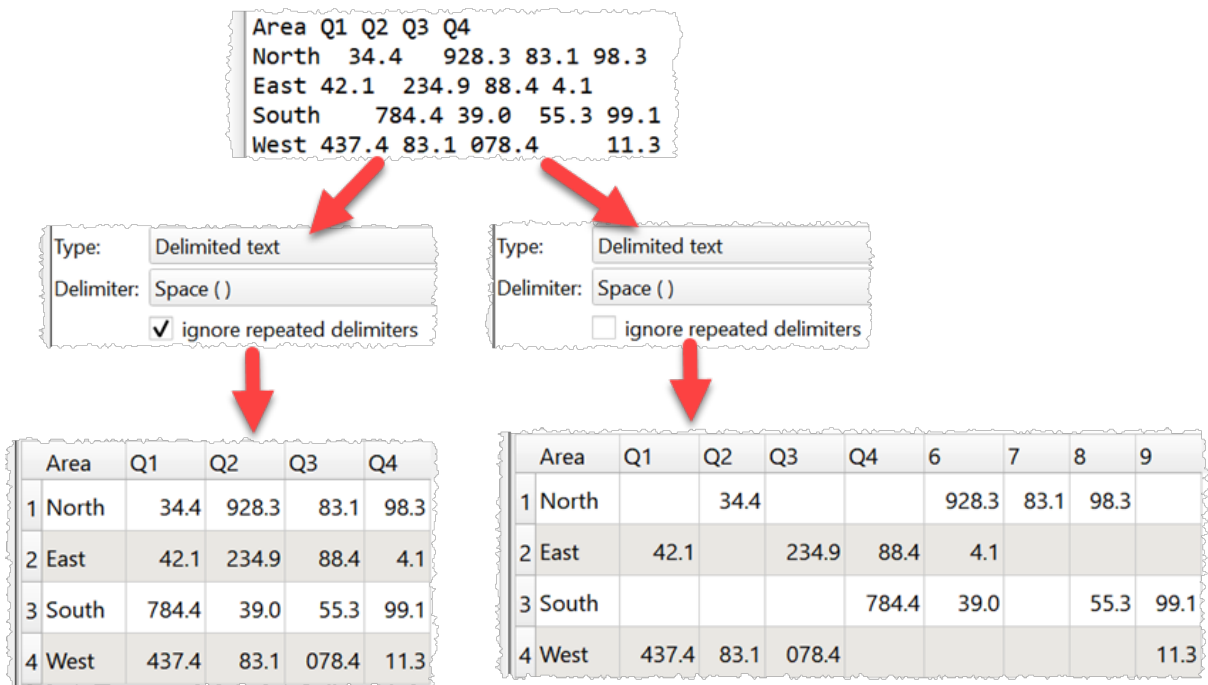 Area Q1 Q2 Q3 Q4
North  34.4   928.3 83.1 98.3
East 42.1  234.9 88.4 4.1
South    784.4 39.0  55.3 99.1
West 437.4 83.1 078.4     11.3
Type: Delimited text
Delimiter: Space ( )
ignore repeated delimiters
Type: Delimited text
Delimiter: Space ( )
ignore repeated delimiters
Area Q1 Q2 Q3 Q4
1 North 34.4 928.3 83.1 98.3
2 East 42.1 234.9 88.4 4.1
3 South 784.4 39.0 55.3 99.1
4 West 437.4 83.1 078.4 11.3
Area Q1 Q2 Q3 Q4 6 7 8 9
1 North 34.4 928.3 83.1 98.3
2 East 42.1 234.9 88.4 4.1
3 South 784.4 39.0 55.3 99.1
4 West 437.4 83.1 078.4 11.3